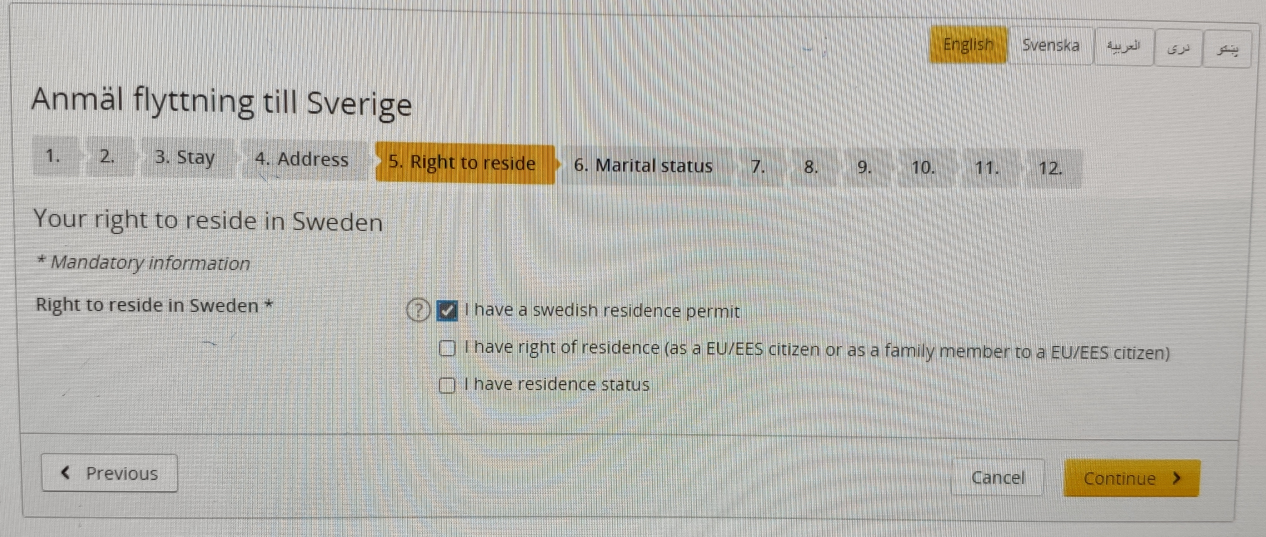 English Svenska العربية دری پښتو
Anmäl flyttning till Sverige
1. 2. 3. Stay 4. Address 5. Right to reside 6. Marital status 7. 8. 9. 10. 11. 12.
Your right to reside in Sweden
* Mandatory information
Right to reside in Sweden * ? I have a swedish residence permit
I have right of residence (as a EU/EES citizen or as a family member to a EU/EES citizen)
I have residence status
Previous Cancel Continue